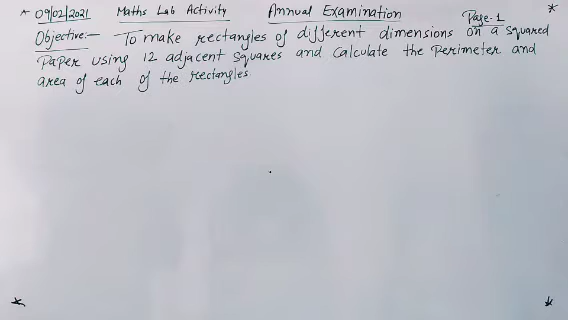 09/02/2021 Maths Lab Activity Annual Examination Page-1
Objective:- To make rectangles of different dimensions on a squared
Paper using 12 adjacent squares and calculate the Perimeter and
area of each of the rectangles